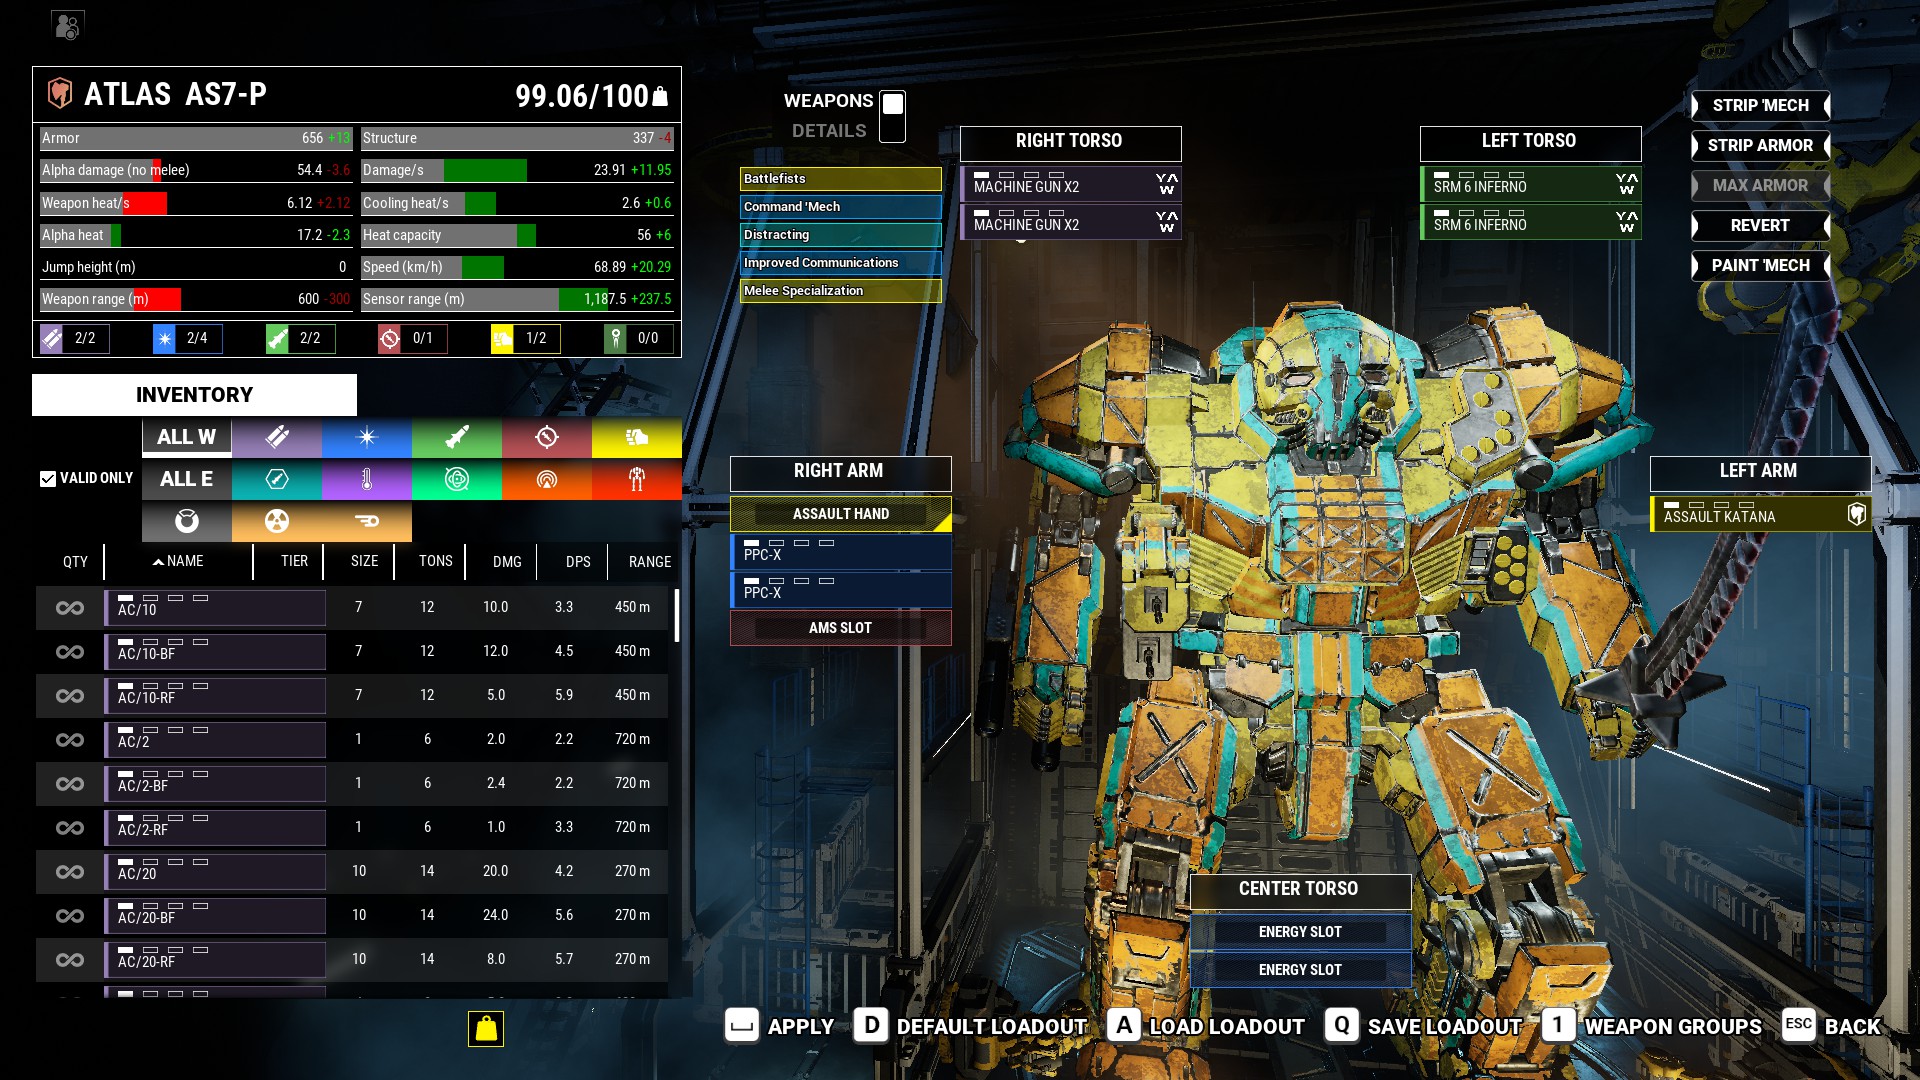 ATLAS AS7-P
99.06/100
Armor 656 +13
Structure 337 -4
Alpha damage (no melee) 54.4 -3.6
Damage/s 23.91 +11.95
Weapon heat/s 6.12 +2.12
Cooling heat/s 2.6 +0.6
Alpha heat 17.2 -2.3
Heat capacity 56 +6
Jump height (m) 0
Speed (km/h) 68.89 +20.29
Weapon range (m) 600 -300
Sensor range (m) 1,187.5 +237.5
2/2 2/4 2/2 0/1 1/2 0/0
INVENTORY
ALL W
VALID ONLY
ALL E
QTY NAME TIER SIZE TONS DMG DPS RANGE
AC/10 7 12 10.0 3.3 450 m
AC/10-BF 7 12 12.0 4.5 450 m
AC/10-RF 7 12 5.0 5.9 450 m
AC/2 1 6 2.0 2.2 720 m
AC/2-BF 1 6 2.4 2.2 720 m
AC/2-RF 1 6 1.0 3.3 720 m
AC/20 10 14 20.0 4.2 270 m
AC/20-BF 10 14 24.0 5.6 270 m
AC/20-RF 10 14 8.0 5.7 270 m
WEAPONS
DETAILS
Battlefists
Command 'Mech
Distracting
Improved Communications
Melee Specialization
RIGHT TORSO
MACHINE GUN X2
MACHINE GUN X2
LEFT TORSO
SRM 6 INFERNO
SRM 6 INFERNO
STRIP 'MECH
STRIP ARMOR
MAX ARMOR
REVERT
PAINT 'MECH
RIGHT ARM
ASSAULT HAND
PPC-X
PPC-X
AMS SLOT
LEFT ARM
ASSAULT KATANA
CENTER TORSO
ENERGY SLOT
ENERGY SLOT
APPLY
D DEFAULT LOADOUT
A LOAD LOADOUT
Q SAVE LOADOUT
1 WEAPON GROUPS
ESC BACK